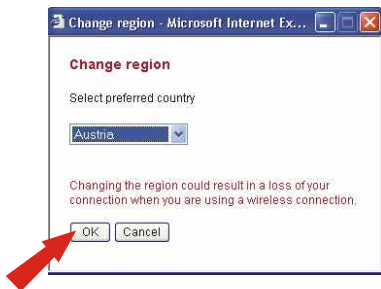 Change region - Microsoft Internet Ex...
Change region
Select preferred country
Austria
Changing the region could result in a loss of your
connection when you are using a wireless connection.
OK Cancel